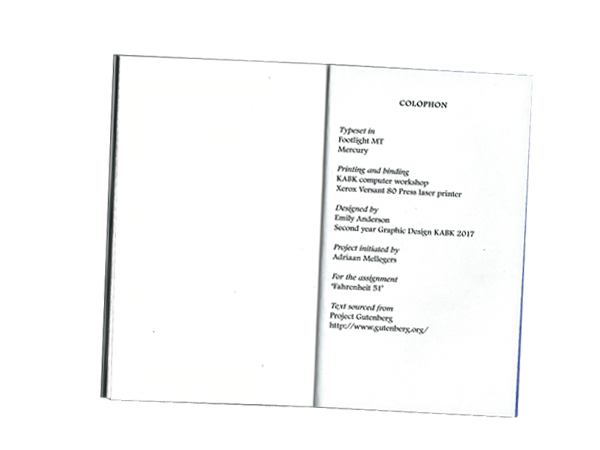 COLOPHON
Typeset in
Footlight MT
Mercury
Printing and binding
KABK computer workshop
Xerox Versant 80 Press laser printer
Designed by
Emily Anderson
Second year Graphic Design KABK 2017
Project initiated by
Adriaan Mellegers
For the assignment
"Fahrenheit 51"
Text sourced from
Project Gutenberg
http://www.gutenberg.org/